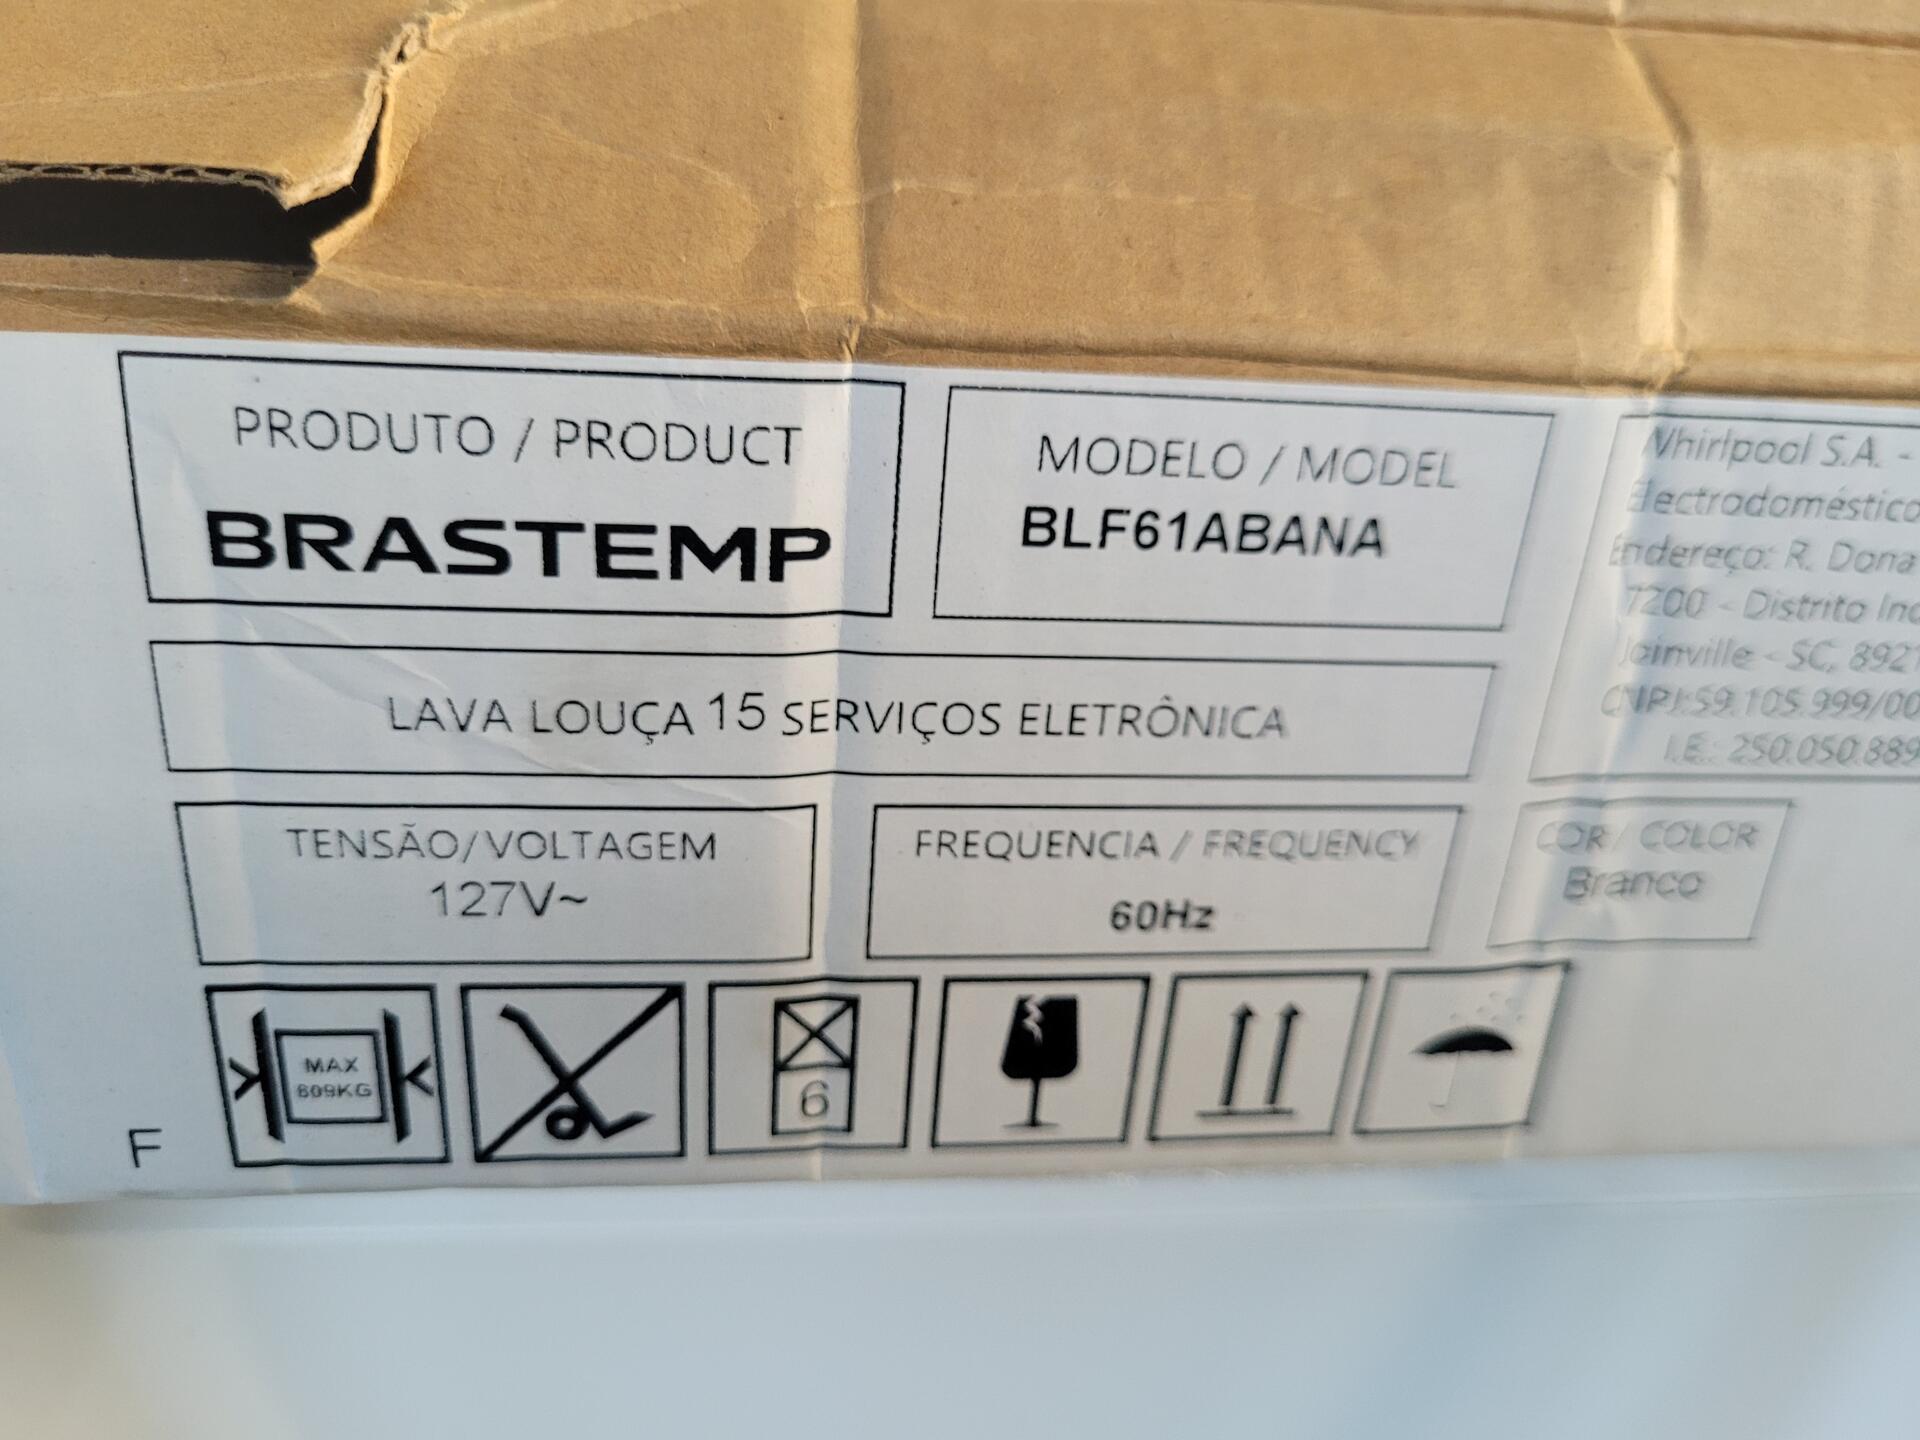 PRODUTO / PRODUCT
BRASTEMP
MODELO / MODEL
BLF61ABANA
Whirlpool S.A. -
Electrodoméstico
Endereço: R. Dona
7200 - Distrito Ind
Joinville - SC, 8921
CNPJ:59.105.999/00
I.E.: 250.050.889
LAVA LOUÇA 15 SERVIÇOS ELETRÔNICA
TENSÃO/VOLTAGEM
127V~
FREQUENCIA / FREQUENCY
60Hz
COR / COLOR
Branco
MAX
609KG
6
F